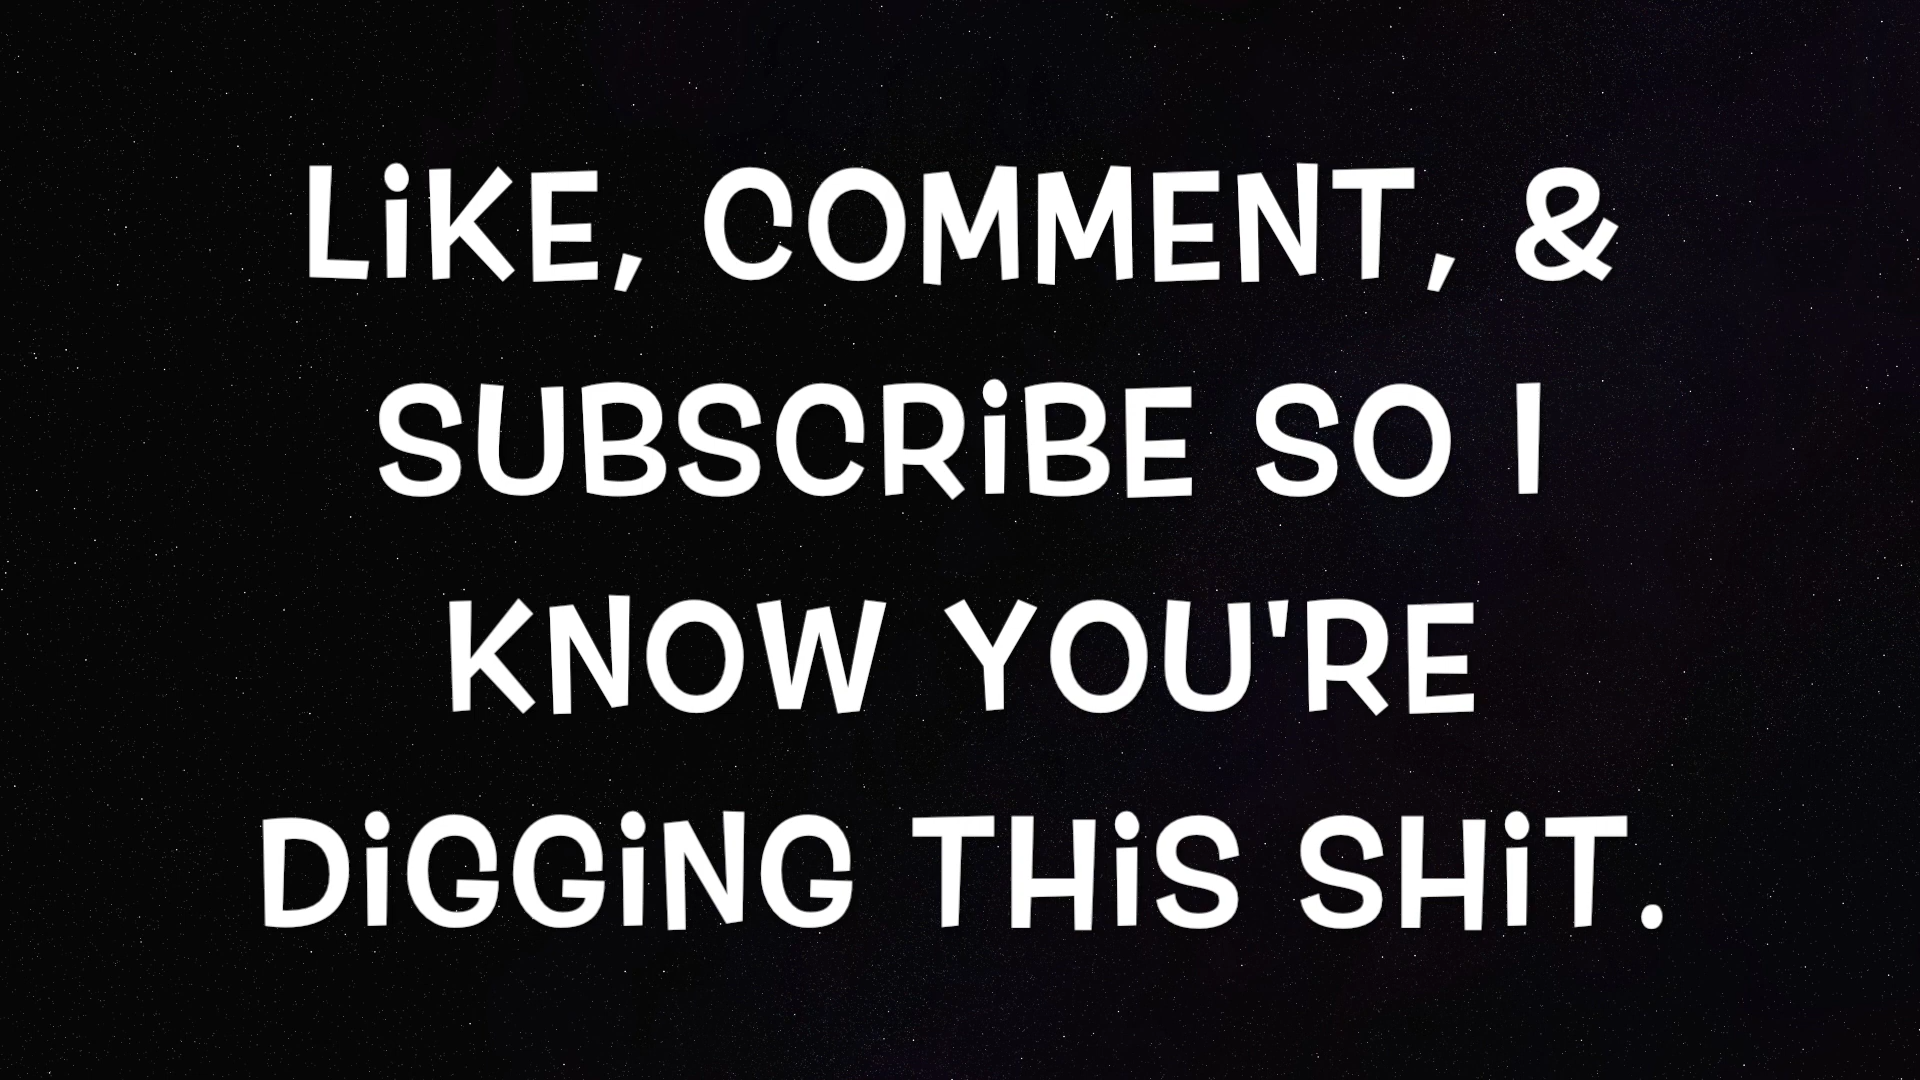 LiKE, COMMENT, &
SUBSCRiBE SO I
KNOW YOU'RE
DiGGiNG THiS SHiT.